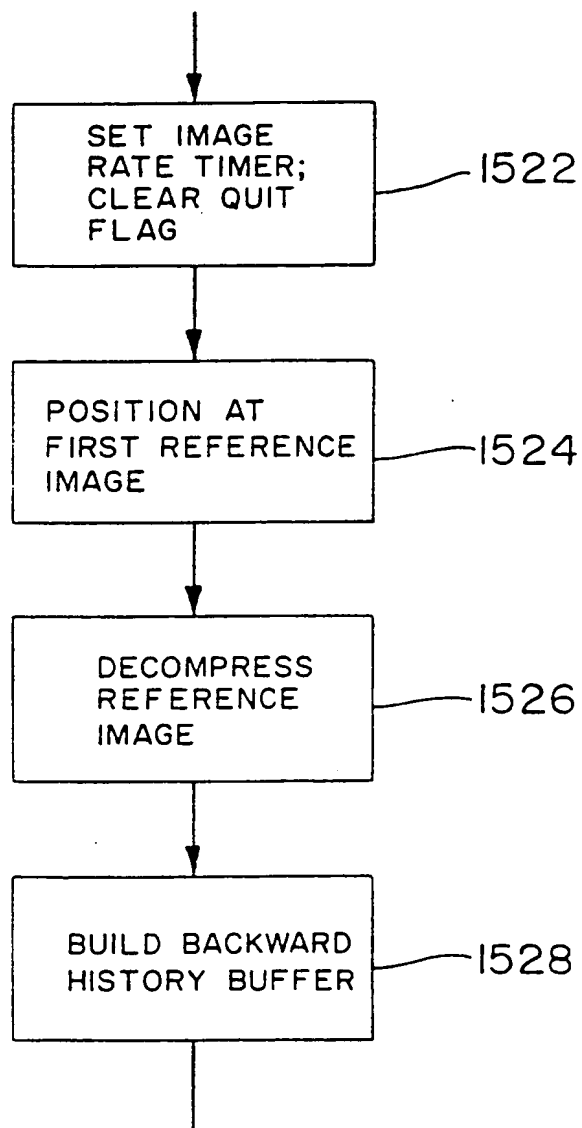 SET IMAGE
RATE TIMER;
CLEAR QUIT
FLAG
1522
POSITION AT
FIRST REFERENCE
IMAGE
1524
DECOMPRESS
REFERENCE
IMAGE
1526
BUILD BACKWARD
HISTORY BUFFER
1528